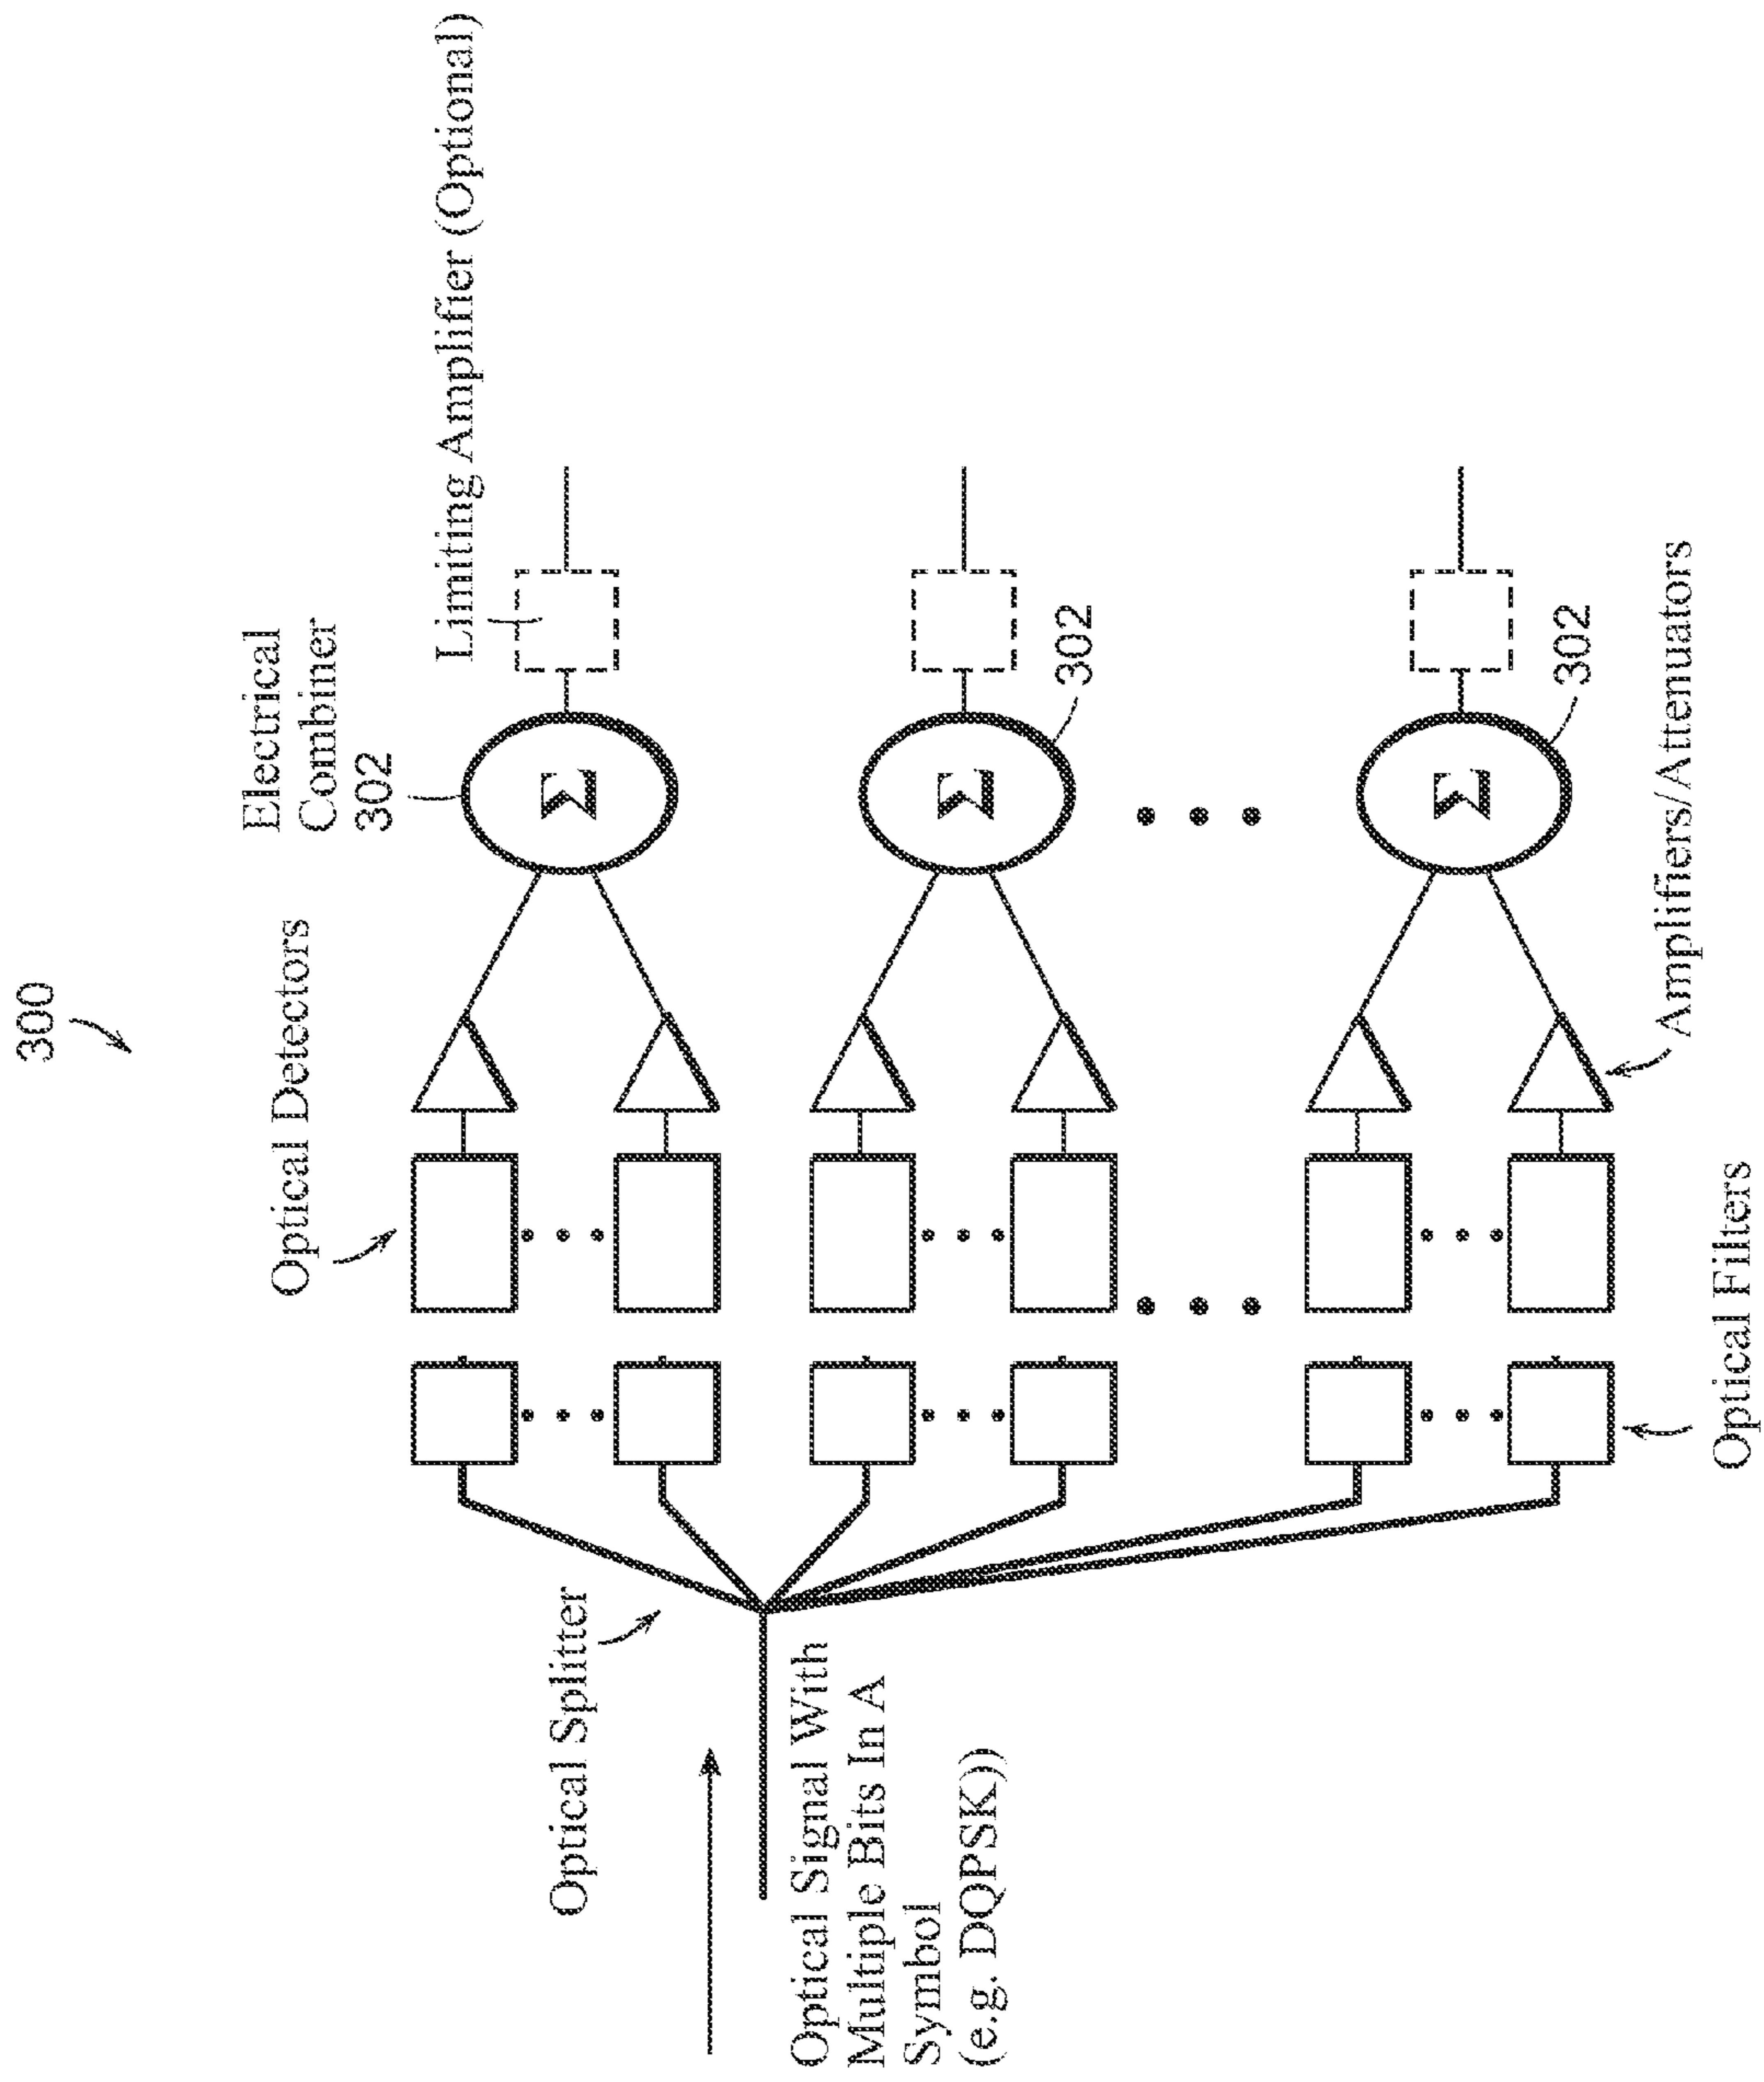 300
Electrical
Combiner
302
Limiting Amplifier (Optional)
Optical Detectors
Optical Splitter
Optical Signal With
Multiple Bits In A
Symbol
(e.g. DQPSK))
Σ
Σ
Σ
302
302
Amplifiers/Attenuators
Optical Filters